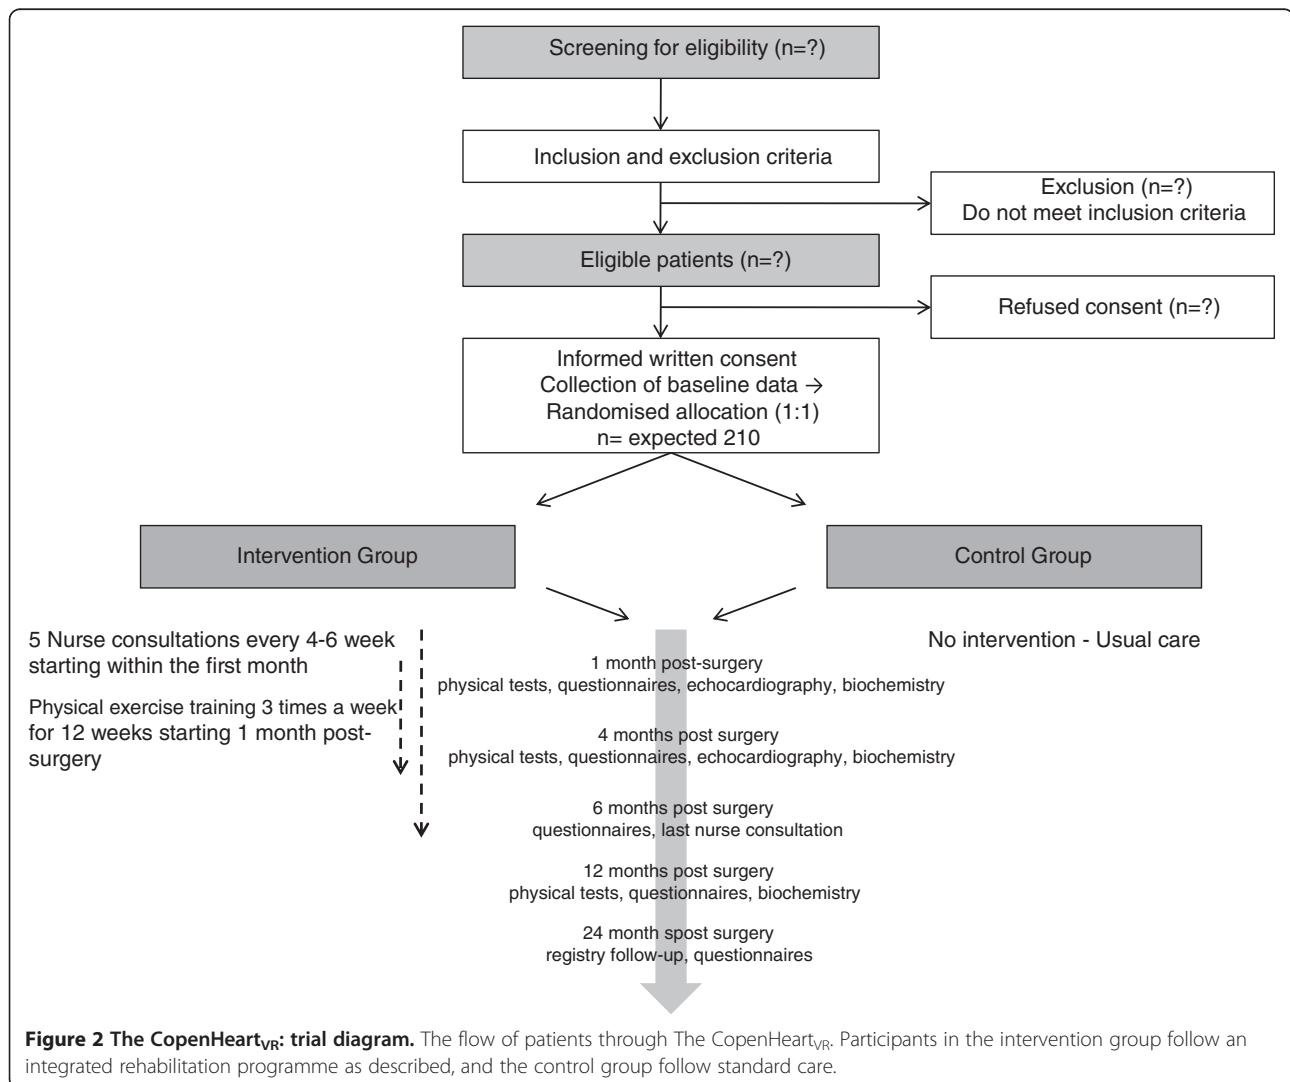 Screening for eligibility (n=?)
Inclusion and exclusion criteria
Exclusion (n=?)
Do not meet inclusion criteria
Eligible patients (n=?)
Refused consent (n=?)
Informed written consent
Collection of baseline data →
Randomised allocation (1:1)
n= expected 210
Intervention Group
Control Group
5 Nurse consultations every 4-6 week
starting within the first month
Physical exercise training 3 times a week
for 12 weeks starting 1 month post-
surgery
No intervention - Usual care
1 month post-surgery
physical tests, questionnaires, echocardiography, biochemistry
4 months post surgery
physical tests, questionnaires, echocardiography, biochemistry
6 months post surgery
questionnaires, last nurse consultation
12 months post surgery
physical tests, questionnaires, biochemistry
24 month spost surgery
registry follow-up, questionnaires
Figure 2 The CopenHeartVR: trial diagram. The flow of patients through The CopenHeartVR. Participants in the intervention group follow an
integrated rehabilitation programme as described, and the control group follow standard care.